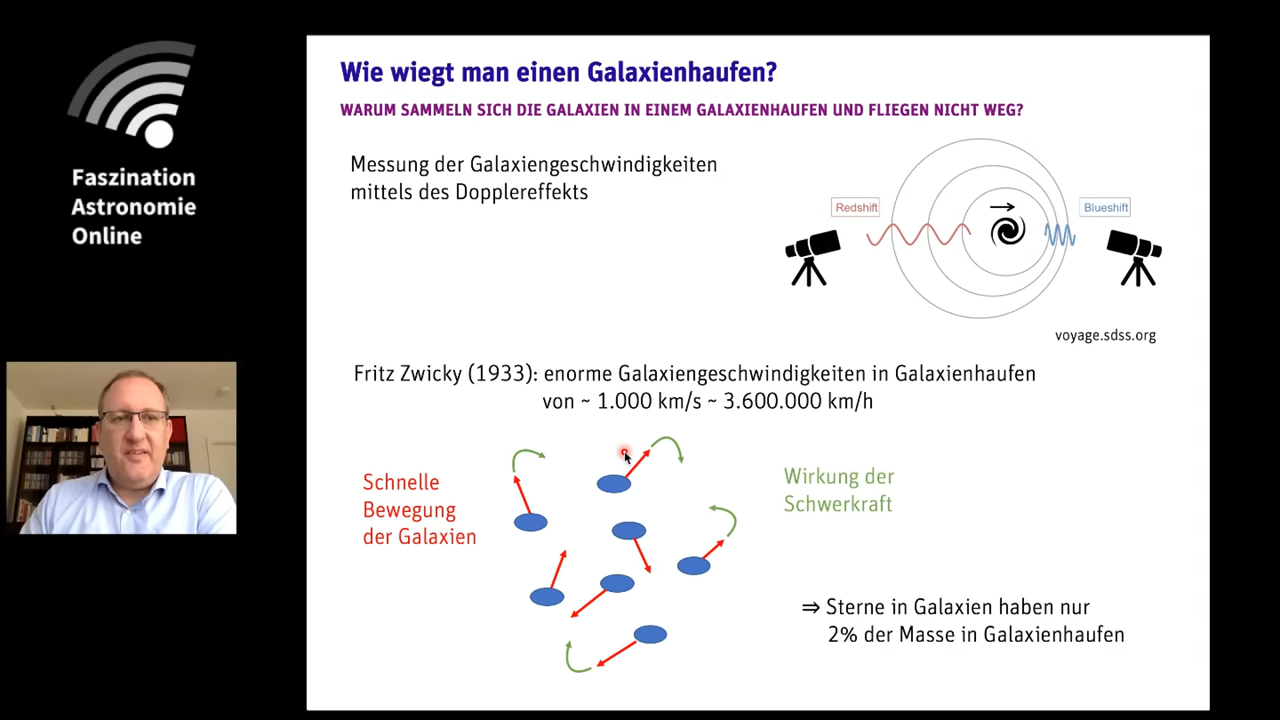 Faszination
Astronomie
Online
Wie wiegt man einen Galaxienhaufen?
WARUM SAMMELN SICH DIE GALAXIEN IN EINEM GALAXIENHAUFEN UND FLIEGEN NICHT WEG?
Messung der Galaxiengeschwindigkeiten
mittels des Dopplereffekts
Redshift
Blueshift
voyage.sdss.org
Fritz Zwicky (1933): enorme Galaxiengeschwindigkeiten in Galaxienhaufen
von ~ 1.000 km/s ~ 3.600.000 km/h
Schnelle
Bewegung
der Galaxien
Wirkung der
Schwerkraft
⇒ Sterne in Galaxien haben nur
2% der Masse in Galaxienhaufen